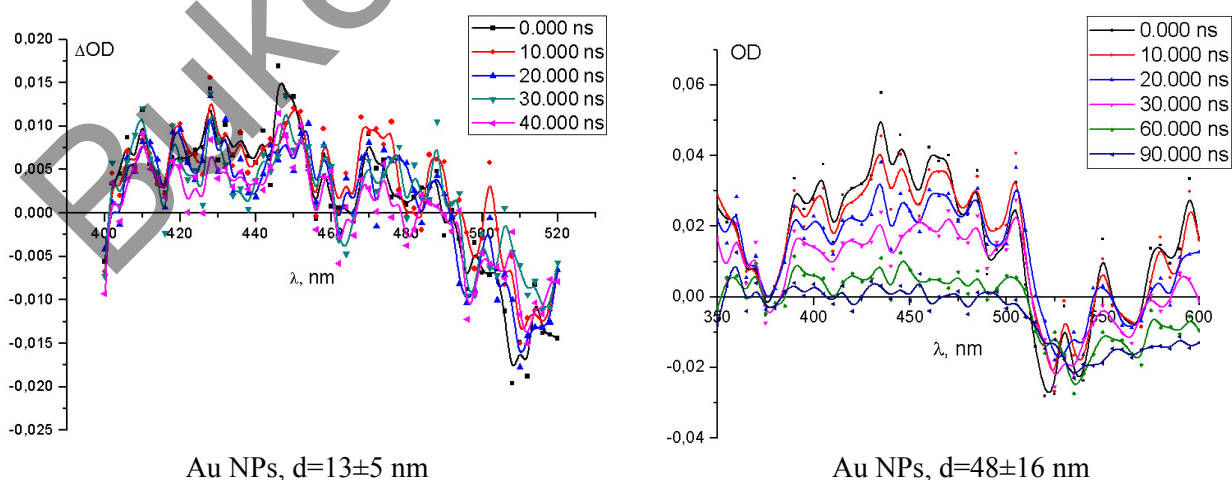 0.000 ns
10.000 ns
20.000 ns
30.000 ns
40.000 ns
ΔOD
0,020
0,015
0,010
0,005
0,000
-0,005
-0,010
-0,015
-0,020
-0,025
400 420 440 460 480 500 520
λ, nm
Au NPs, d=13±5 nm
0.000 ns
10.000 ns
20.000 ns
30.000 ns
60.000 ns
90.000 ns
OD
0,06
0,04
0,02
0,00
-0,02
-0,04
350 400 450 500 550 600
λ, nm
Au NPs, d=48±16 nm